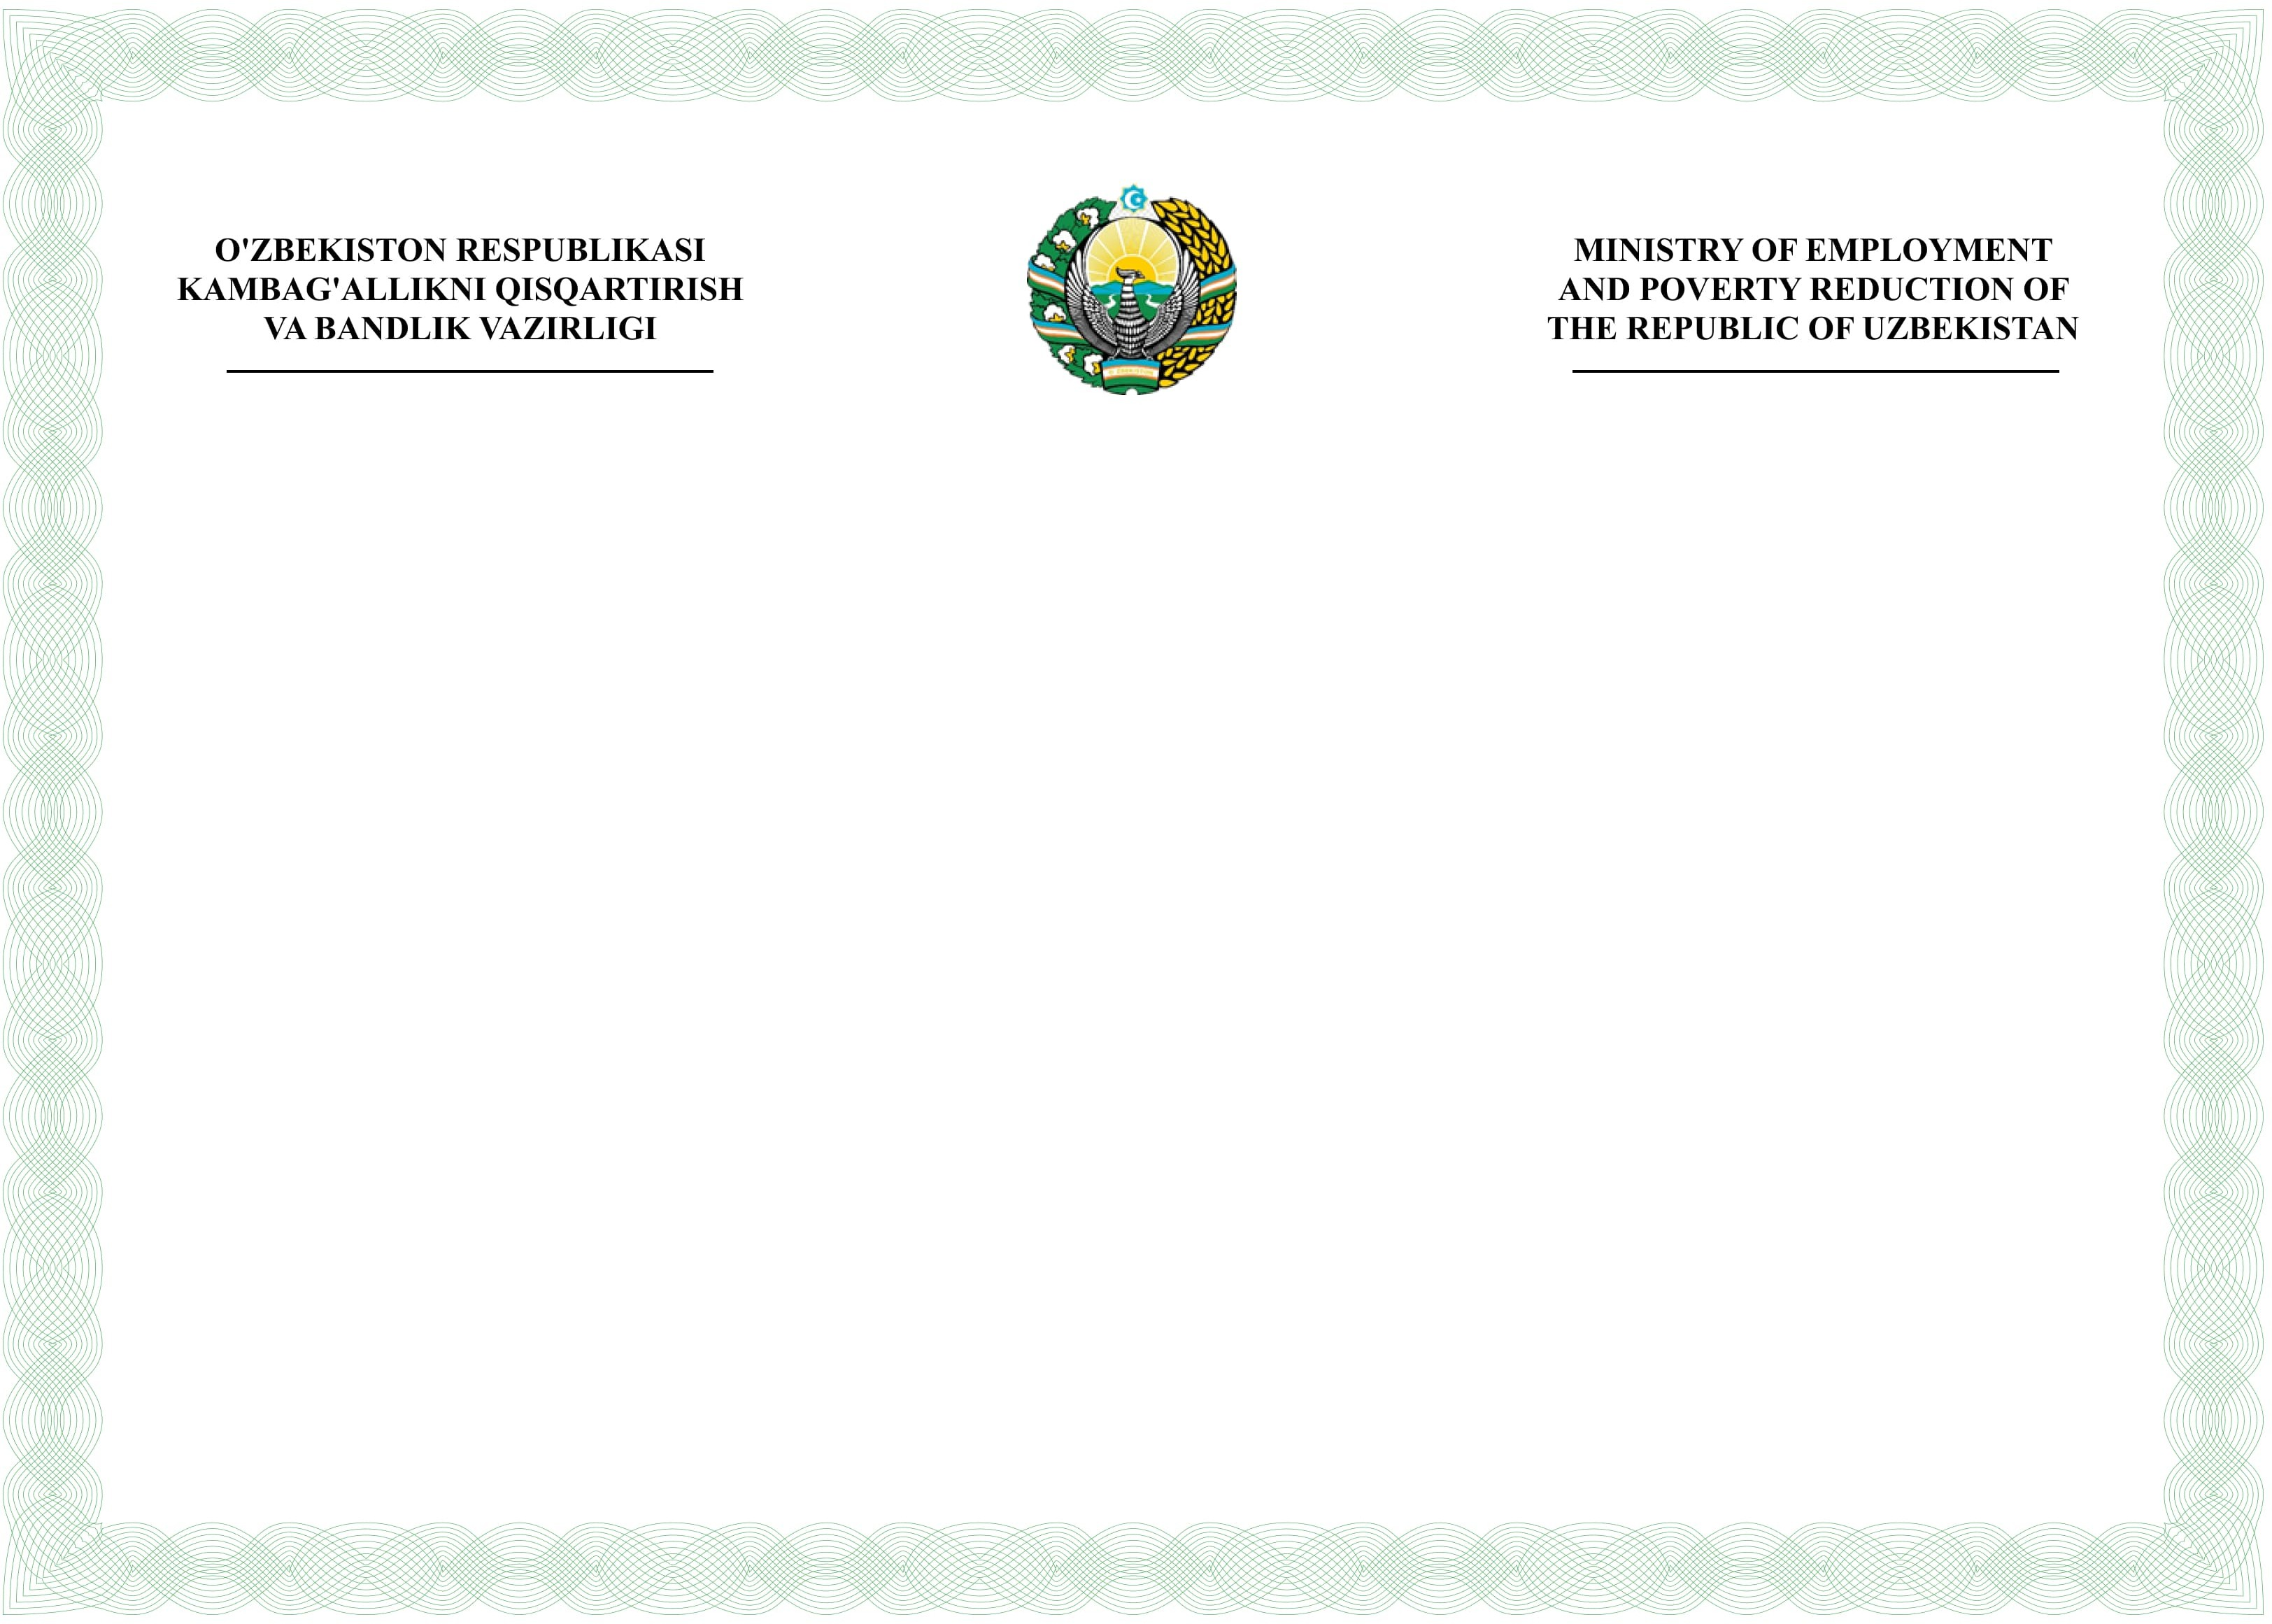 O'ZBEKISTON RESPUBLIKASI
KAMBAG'ALLIKNI QISQARTIRISH
VA BANDLIK VAZIRLIGI
MINISTRY OF EMPLOYMENT
AND POVERTY REDUCTION OF
THE REPUBLIC OF UZBEKISTAN